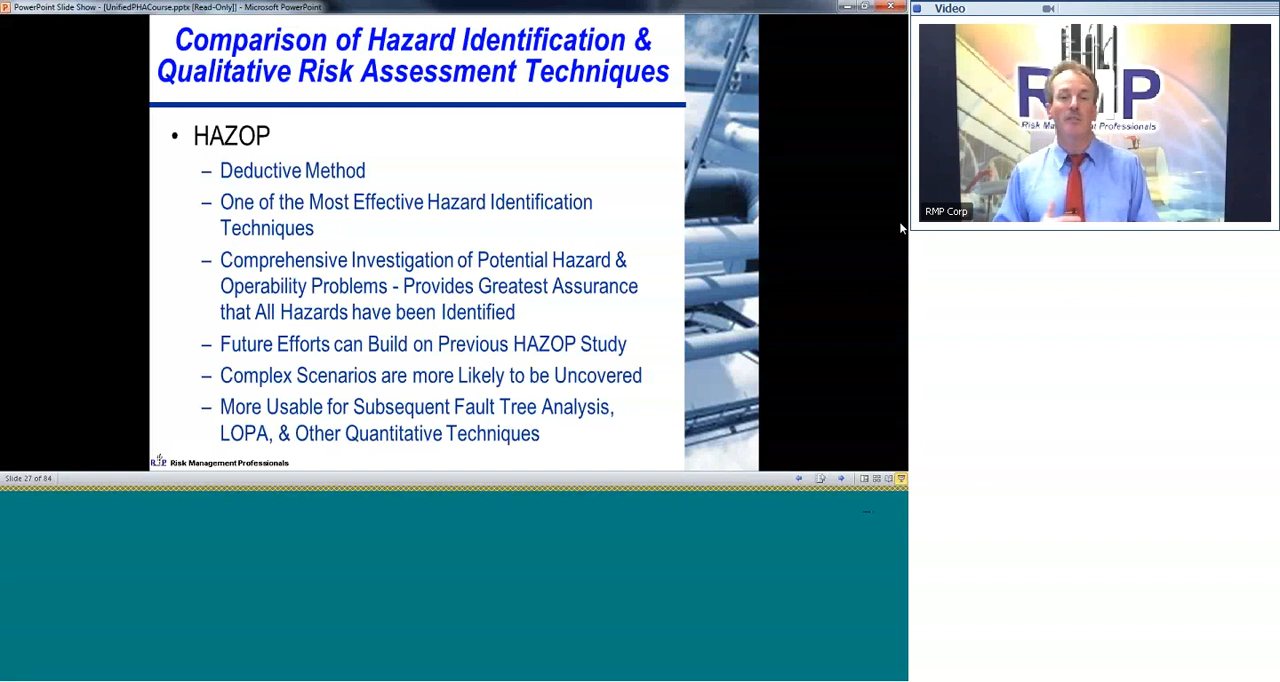 PowerPoint Slide Show - [UnifiedPHACourse.pptx [Read-Only]] - Microsoft PowerPoint
Video
Comparison of Hazard Identification &
Qualitative Risk Assessment Techniques
• HAZOP
– Deductive Method
– One of the Most Effective Hazard Identification
Techniques
– Comprehensive Investigation of Potential Hazard &
Operability Problems - Provides Greatest Assurance
that All Hazards have been Identified
– Future Efforts can Build on Previous HAZOP Study
– Complex Scenarios are more Likely to be Uncovered
– More Usable for Subsequent Fault Tree Analysis,
LOPA, & Other Quantitative Techniques
Risk Management Professionals
Slide 27 of 84
Professionals
RMP Corp